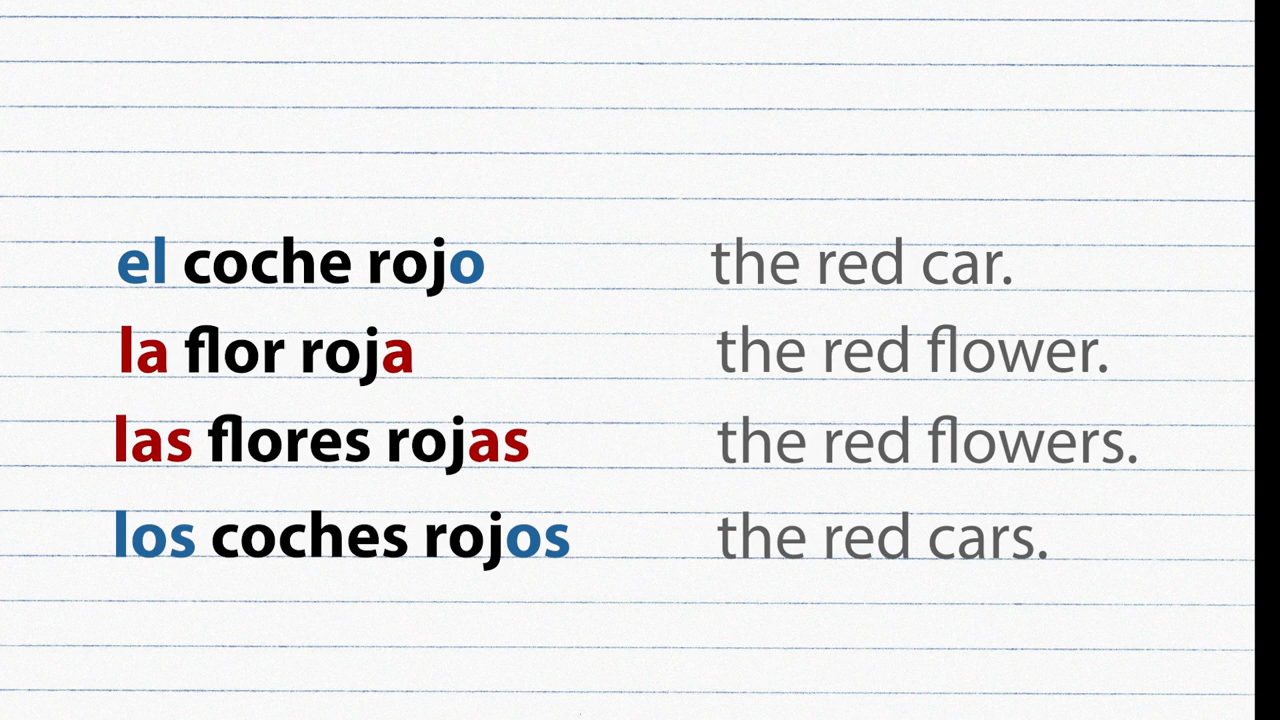 el coche rojo the red car.
la flor roja the red flower.
las flores rojas the red flowers.
los coches rojos the red cars.